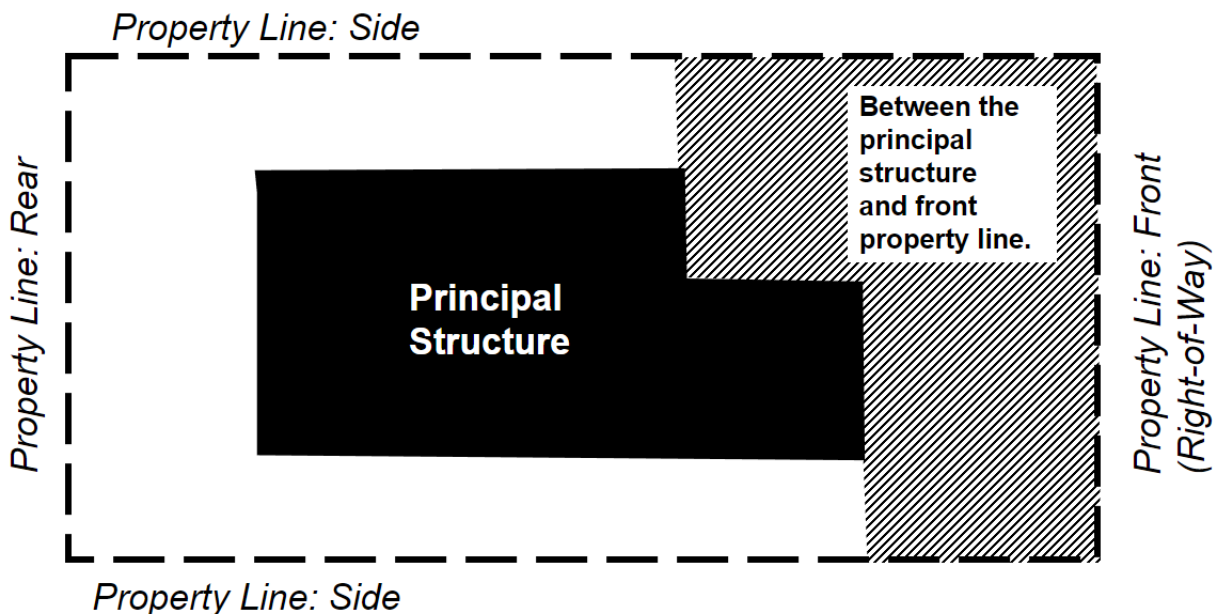 Property Line: Side
Between the
principal
structure
and front
property line.
Property Line: Rear
Principal
Structure
Property Line: Front
(Right-of-Way)
Property Line: Side